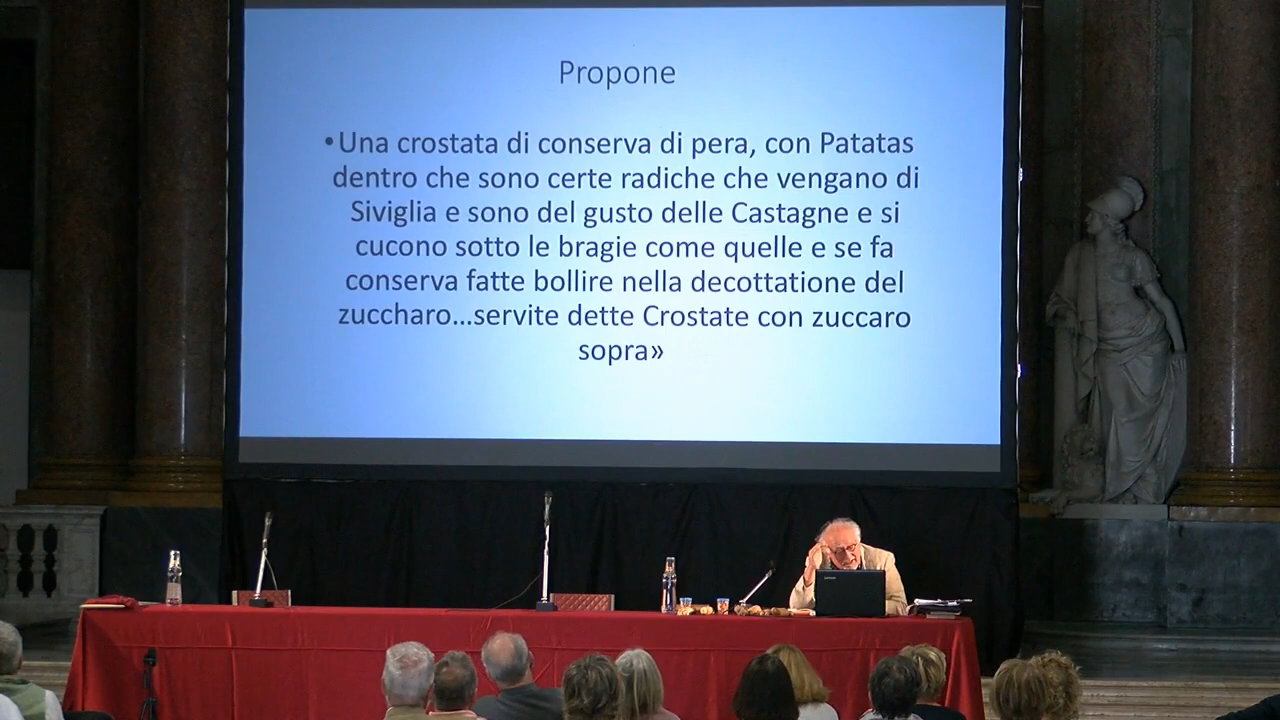 Propone
•Una crostata di conserva di pera, con Patatas
dentro che sono certe radiche che vengano di
Siviglia e sono del gusto delle Castagne e si
cucono sotto le bragie come quelle e se fa
conserva fatte bollire nella decottatione del
zuccharo...servite dette Crostate con zuccaro
sopra»